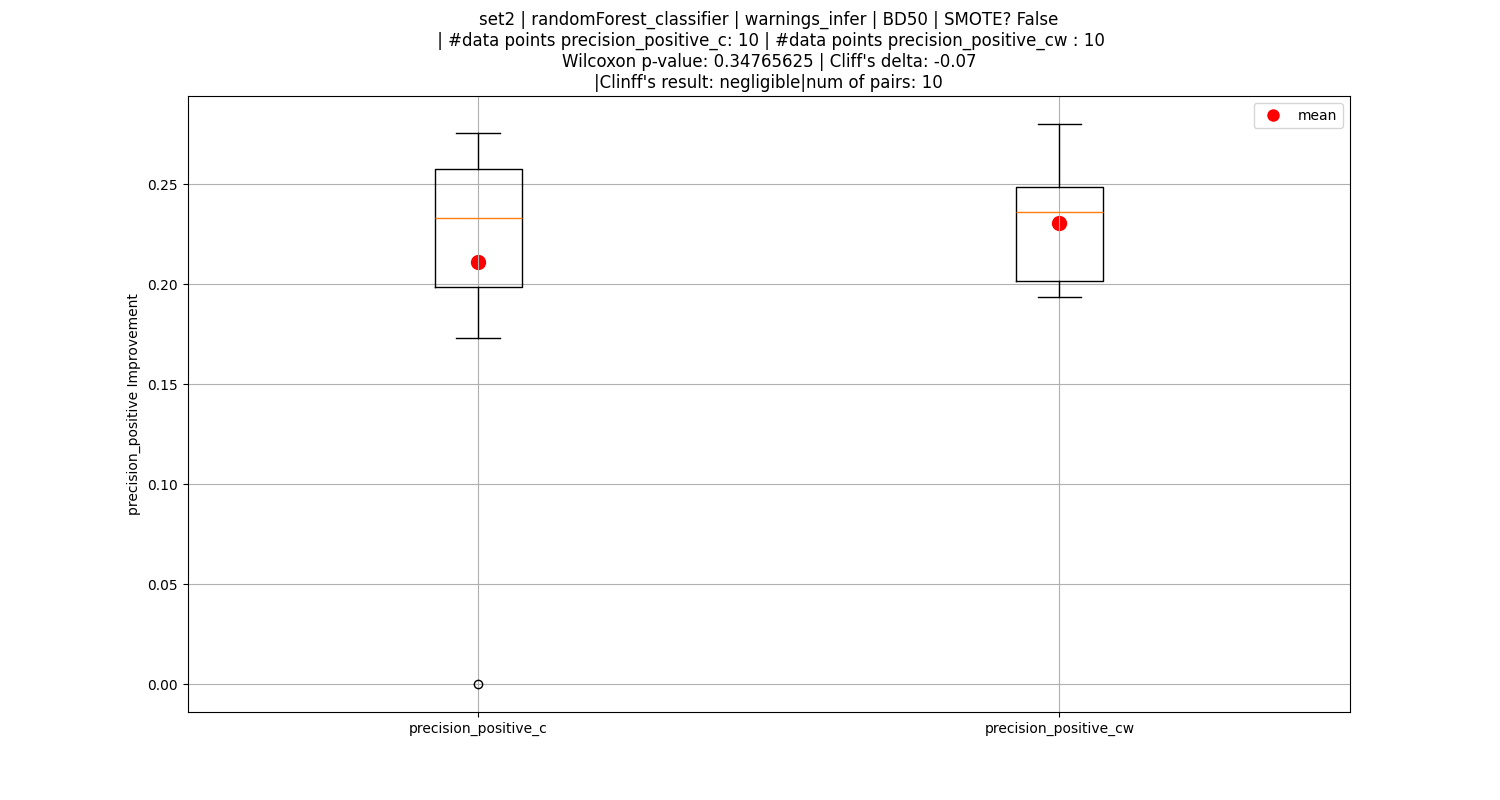 set2 | randomForest_classifier | warnings_infer | BD50 | SMOTE? False
| #data points precision_positive_c: 10 | #data points precision_positive_cw : 10
Wilcoxon p-value: 0.34765625 | Cliff's delta: -0.07
|Clinff's result: negligible|num of pairs: 10
mean
precision_positive Improvement
0.25
0.20
0.15
0.10
0.05
0.00
precision_positive_c
precision_positive_cw